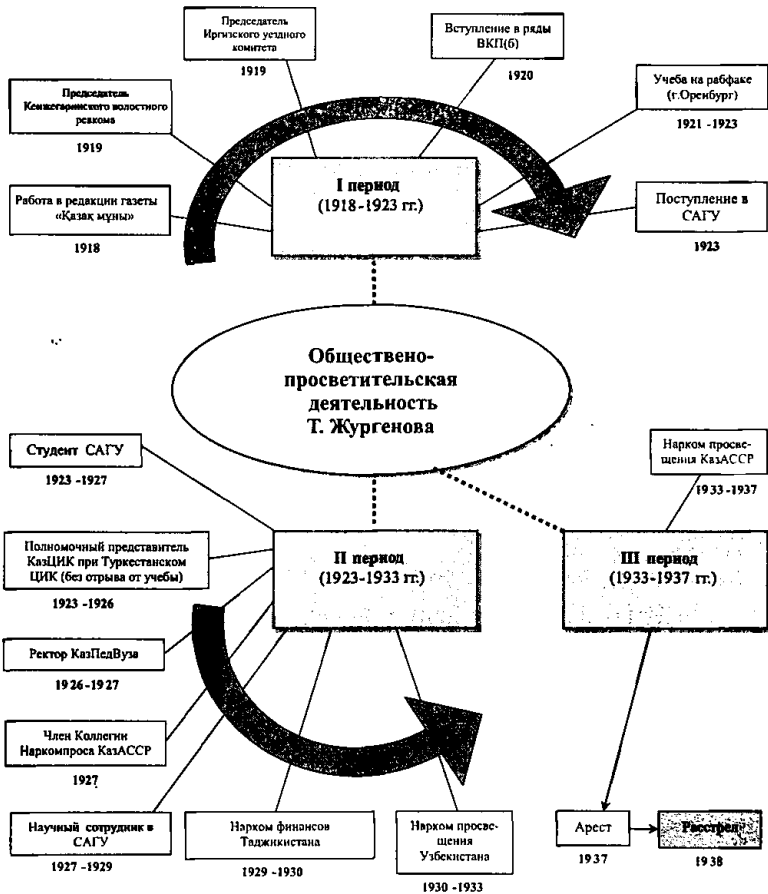 Председатель
Иргизского уездного
комитета
1919
Вступление в ряды
ВКП(б)
1920
Председатель
Кенжегаринского волостного
ревкома
1919
Учеба на рабфаке
(г.Оренбург)
1921 -1923
Работа в редакции газеты
«Қазақ мұңы»
1918
I период
(1918-1923 гг.)
Поступление в
САГУ
1923
Общественo-
просветительская
деятельность
Т. Жургенова
Студент САГУ
1923 -1927
Нарком просве-
щения КазАССР
1933-1937
Полномочный представитель
КазЦИК при Туркестанском
ЦИК (без отрыва от учебы)
1923 -1926
II период
(1923-1933 гг.)
III период
(1933-1937 гг.)
Ректор КазПедВуза
1926-1927
Член Коллегии
Наркомпроса КазАССР
1927
Научный сотрудник в
САГУ
1927 -1929
Нарком финансов
Таджикистана
1929 -1930
Нарком просве-
щения
Узбекистана
1930 -1933
Арест
1937
Расстрел
1938